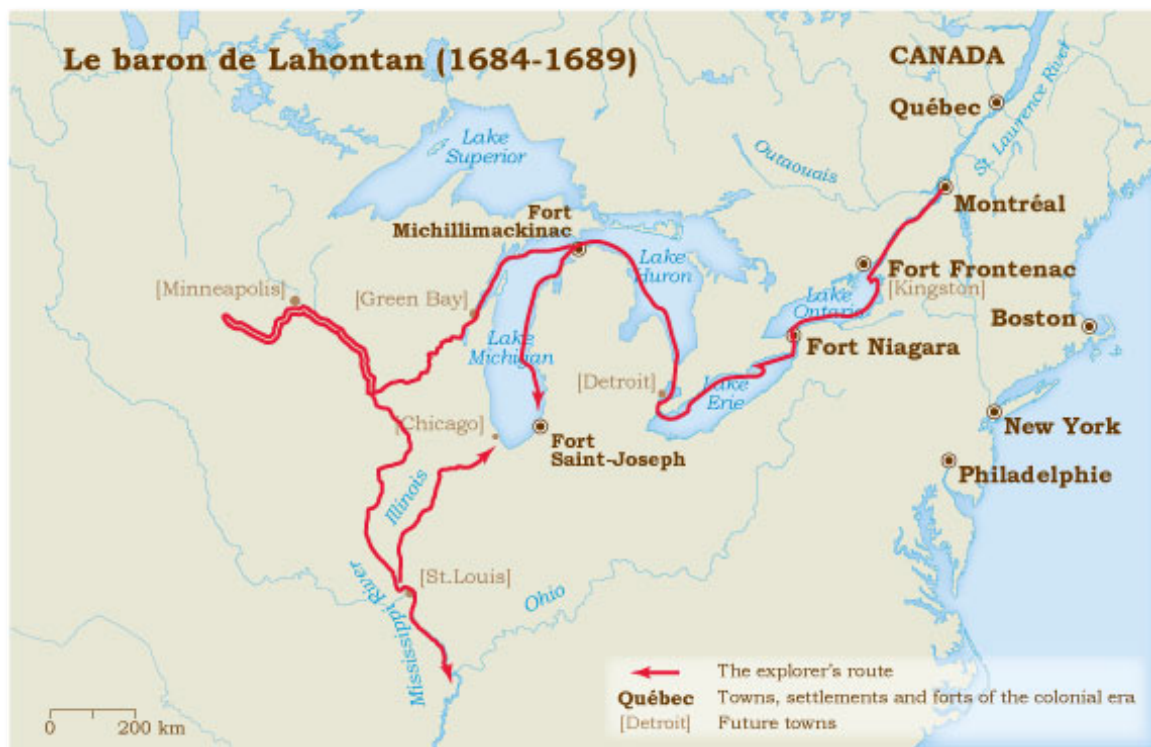 Le baron de Lahontan (1684-1689)
CANADA
Québec
St. Lawrence River
Lake
Superior
Outaouais
Montréal
Fort
Michillimackinac
Lake
Huron
Fort Frontenac
[Kingston]
[Minneapolis]
[Green Bay]
Lake
Ontario
Boston
Fort Niagara
Lake
Michigan
[Detroit]
Lake
Erie
[Chicago]
Fort
Saint-Joseph
New York
Philadelphie
Illinois
[St.Louis]
Ohio
Mississippi River
The explorer's route
Québec Towns, settlements and forts of the colonial era
[Detroit] Future towns
0 200 km